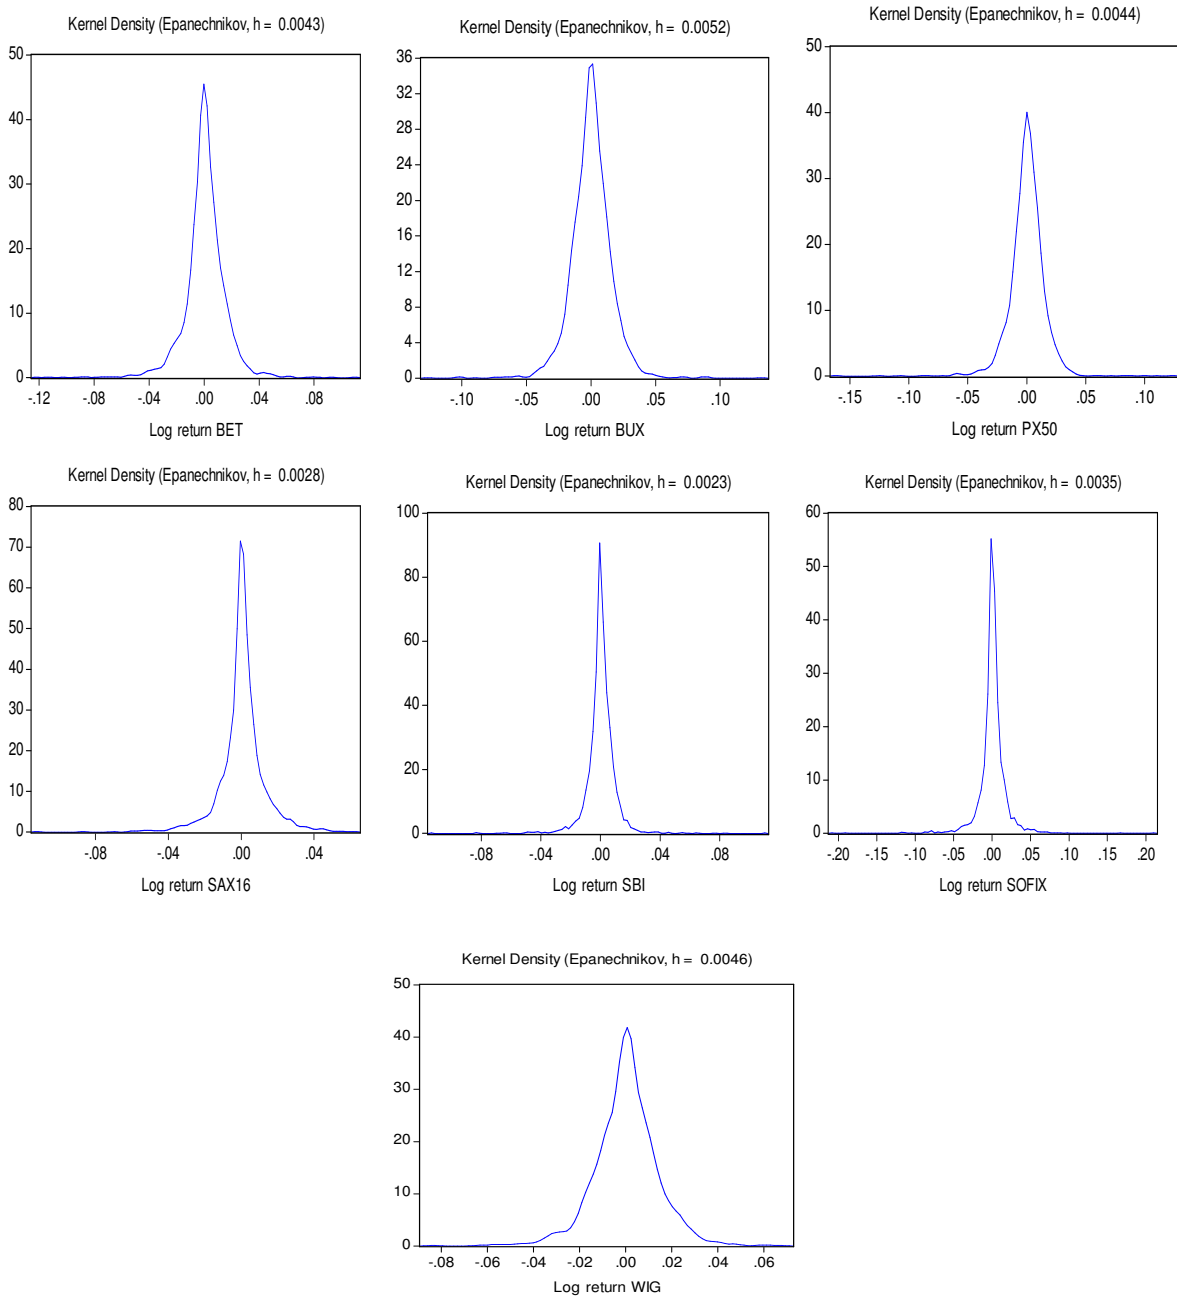 Kernel Density (Epanechnikov, h = 0.0043)
50
40
30
20
10
0
-.12 -.08 -.04 .00 .04 .08
Log return BET
Kernel Density (Epanechnikov, h = 0.0052)
36
32
28
24
20
16
12
8
4
0
-.10 -.05 .00 .05 .10
Log return BUX
Kernel Density (Epanechnikov, h = 0.0044)
50
40
30
20
10
0
-.15 -.10 -.05 .00 .05 .10
Log return PX50
Kernel Density (Epanechnikov, h = 0.0028)
80
70
60
50
40
30
20
10
0
-.08 -.04 .00 .04
Log return SAX16
Kernel Density (Epanechnikov, h = 0.0023)
100
80
60
40
20
0
-.08 -.04 .00 .04 .08
Log return SBI
Kernel Density (Epanechnikov, h = 0.0035)
60
50
40
30
20
10
0
-.20 -.15 -.10 -.05 .00 .05 .10 .15 .20
Log return SOFIX
Kernel Density (Epanechnikov, h = 0.0046)
50
40
30
20
10
0
-.08 -.06 -.04 -.02 .00 .02 .04 .06
Log return WIG